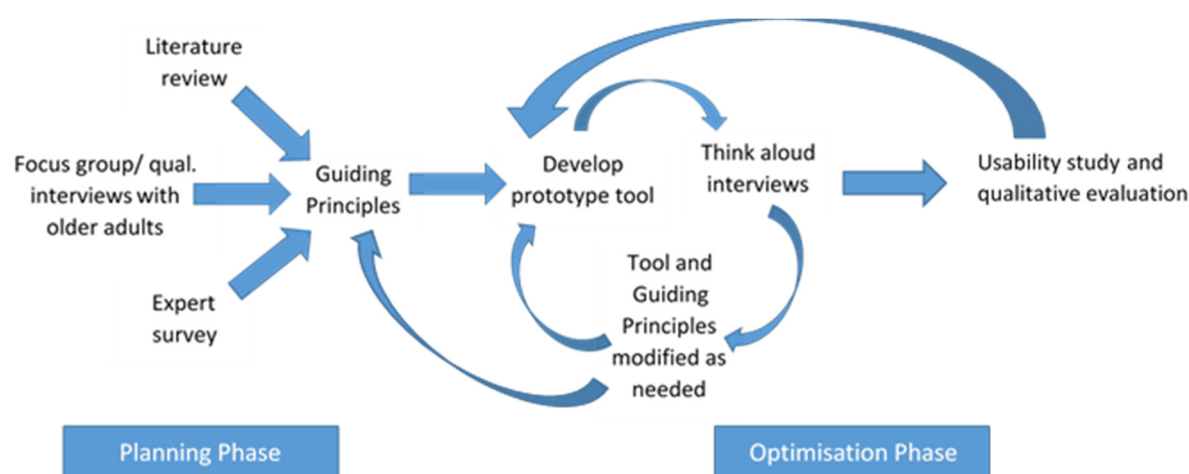 Literature
review
Focus group/ qual.
interviews with
older adults
Expert
survey
Guiding
Principles
Develop
prototype tool
Think aloud
interviews
Tool and
Guiding
Principles
modified as
needed
Usability study and
qualitative evaluation
Planning Phase
Optimisation Phase